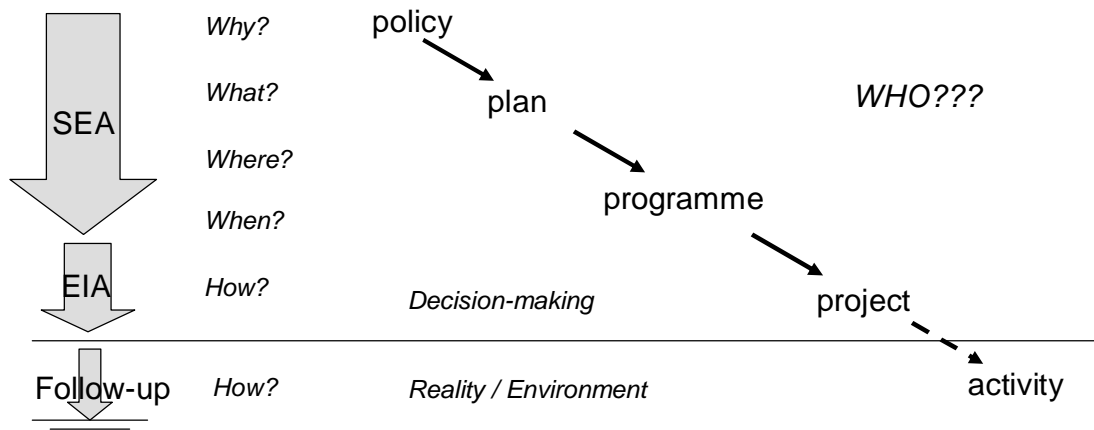 Why?
policy
What?
plan
WHO???
SEA
Where?
programme
When?
EIA
How?
Decision-making
project
Follow-up
How?
Reality / Environment
activity